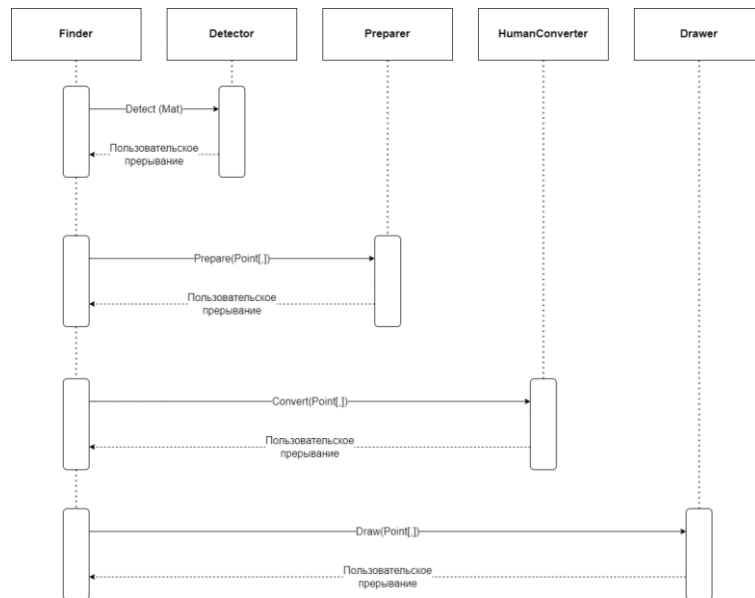 Finder
Detector
Preparer
HumanConverter
Drawer
Detect (Mat)
Пользовательское
прерывание
Prepare(Point[,])
Пользовательское
прерывание
Convert(Point[,])
Пользовательское
прерывание
Draw(Point[,])
Пользовательское
прерывание